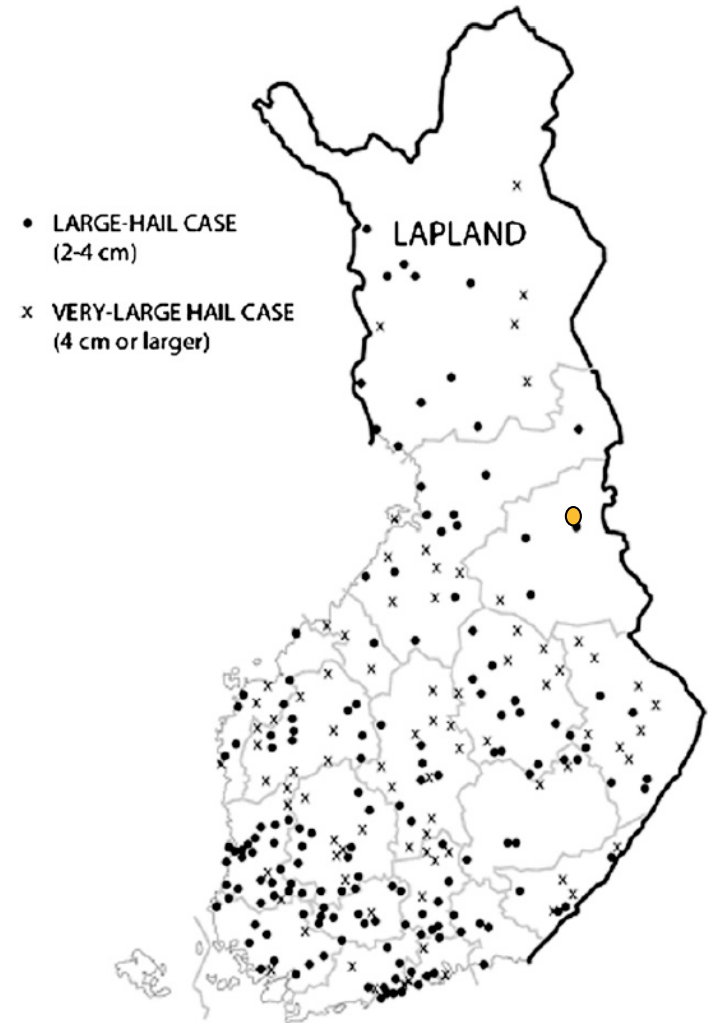 LAPLAND
● LARGE-HAIL CASE
(2-4 cm)
x VERY-LARGE HAIL CASE
(4 cm or larger)